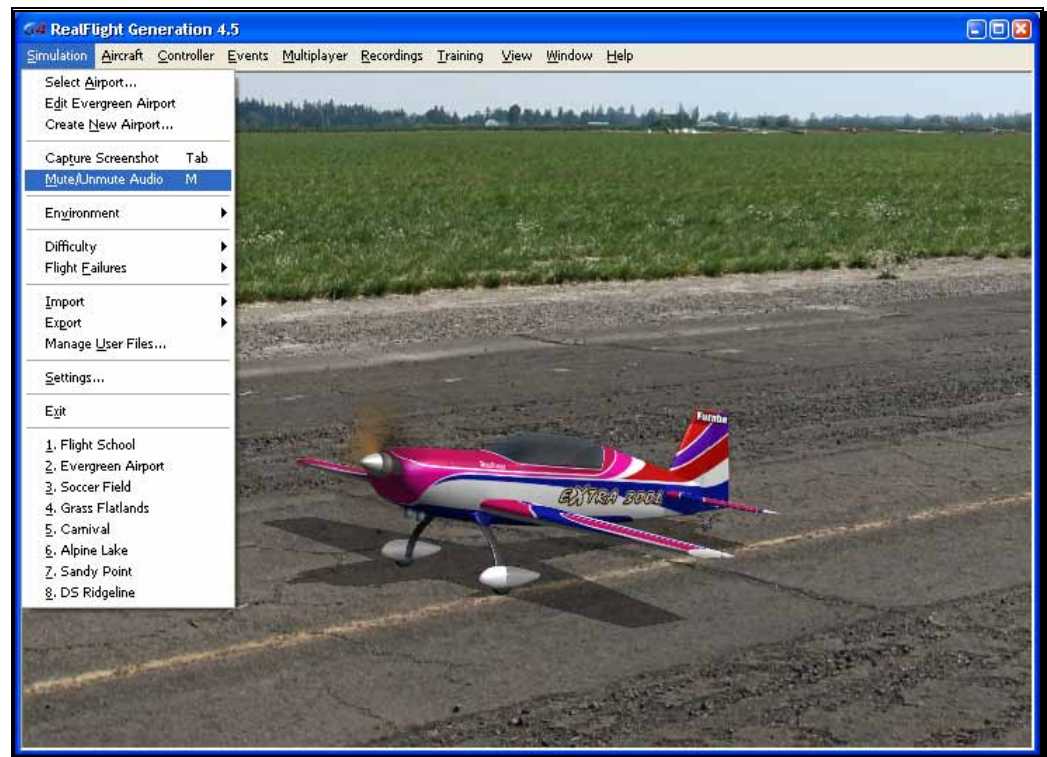 G4 RealFlight Generation 4.5
Simulation Aircraft Controller Events Multiplayer Recordings Training View Window Help
Select Airport...
Edit Evergreen Airport
Create New Airport...
Capture Screenshot Tab
Mute/Unmute Audio M
Environment
Difficulty
Flight Failures
Import
Export
Manage User Files...
Settings...
Exit
1. Flight School
2. Evergreen Airport
3. Soccer Field
4. Grass Flatlands
5. Carnival
6. Alpine Lake
7. Sandy Point
8. DS Ridgeline
Futaba
EXTRA 300L